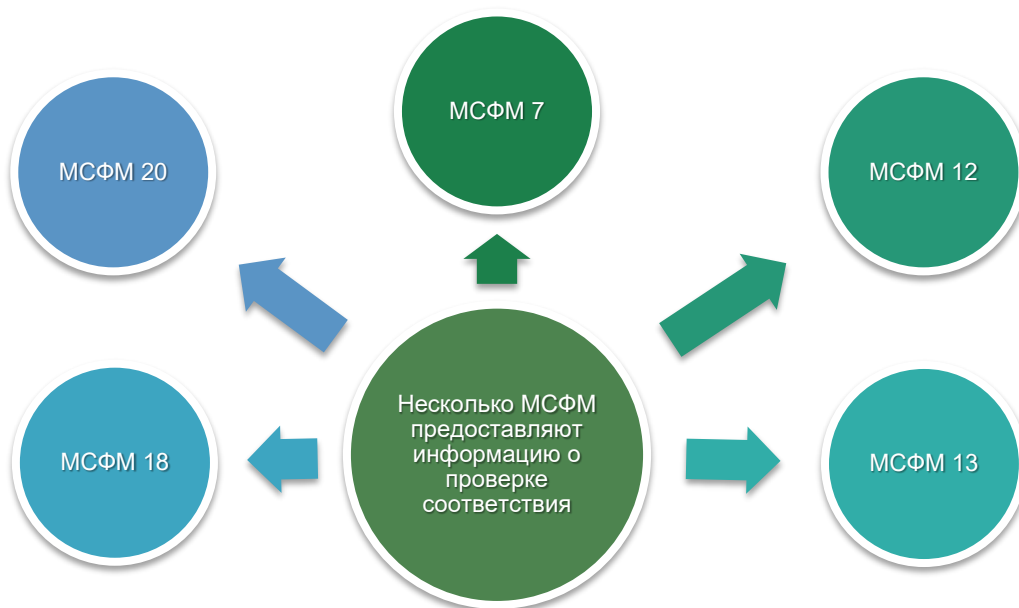 МСФМ 7
МСФМ 20
МСФМ 12
Несколько МСФМ
предоставляют
информацию о
проверке
соответствия
МСФМ 18
МСФМ 13